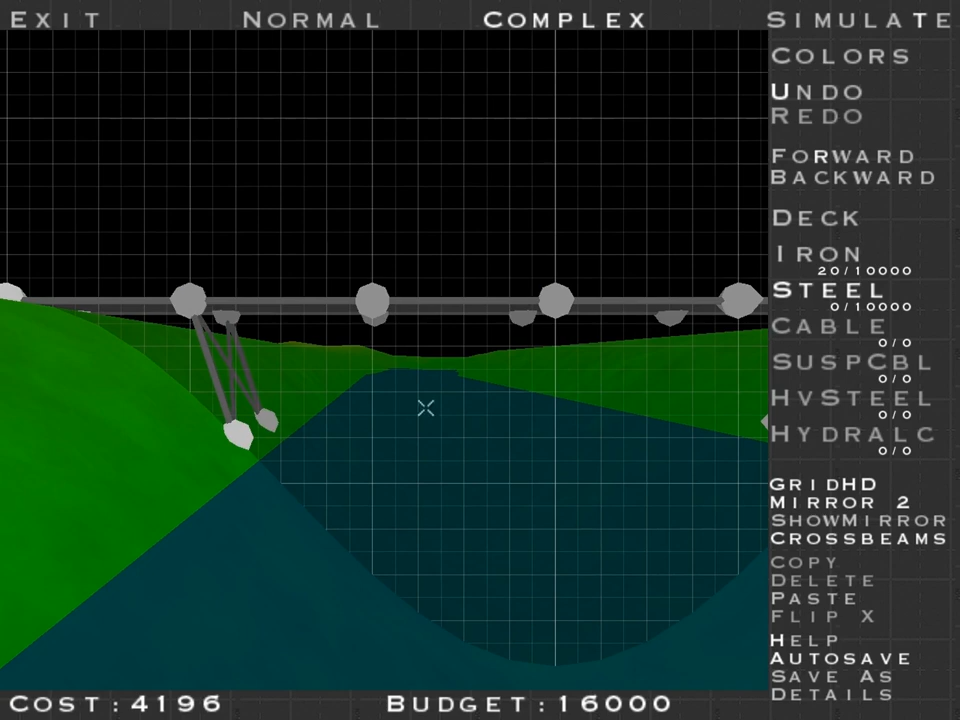 EXIT NORMAL COMPLEX SIMULATE
COLORS
UNDO
REDO
FORWARD
BACKWARD
DECK
IRON
20/10000
STEEL
0/10000
CABLE
0/0
SUSPCBL
0/0
HVSTEEL
0/0
HYDRALC
0/0
GRIDHD
MIRROR 2
SHOWMIRROR
CROSSBEAMS
COPY
DELETE
PASTE
FLIP X
HELP
AUTOSAVE
SAVE AS
DETAILS
COST:4196 BUDGET:16000